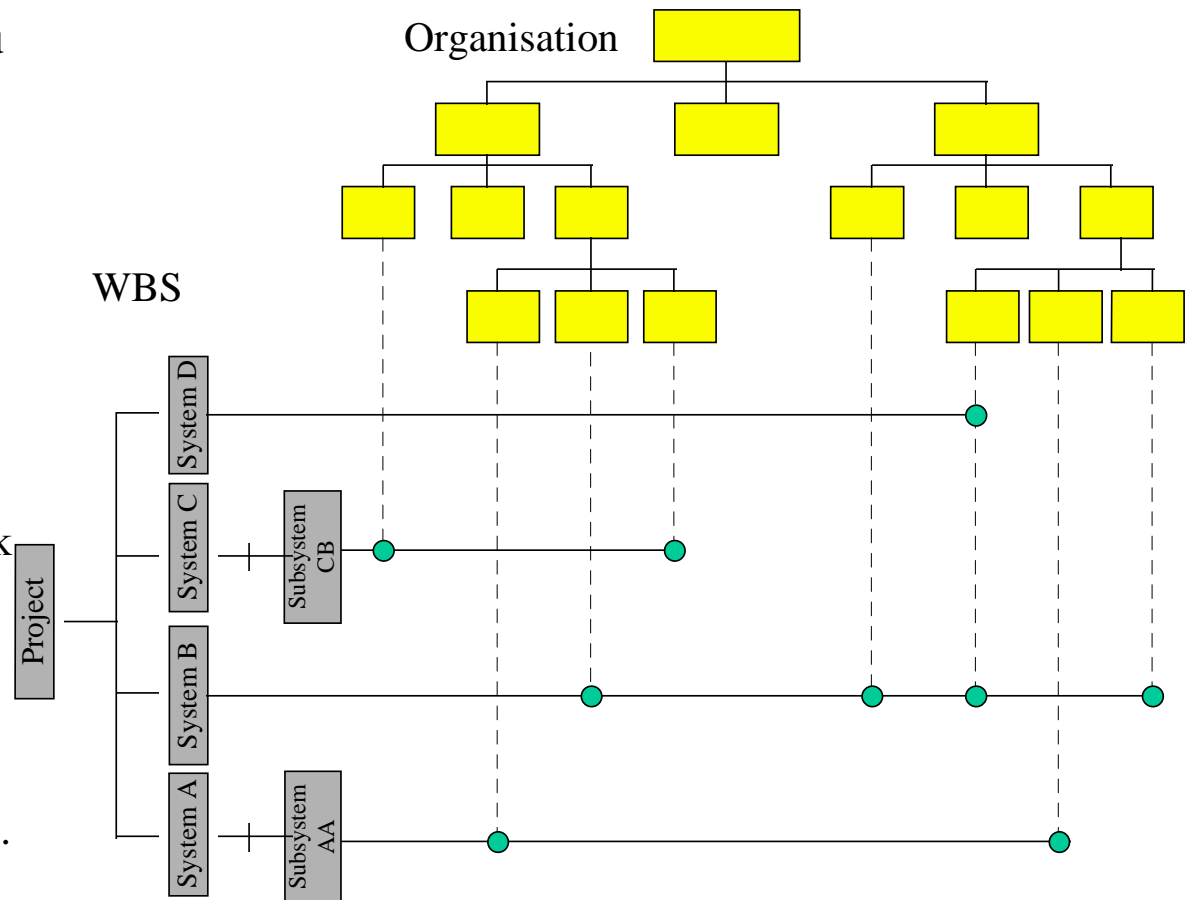 Organisation
WBS
System D
System C
Subsystem
CB
k
Project
System B
System A
Subsystem
AA
.